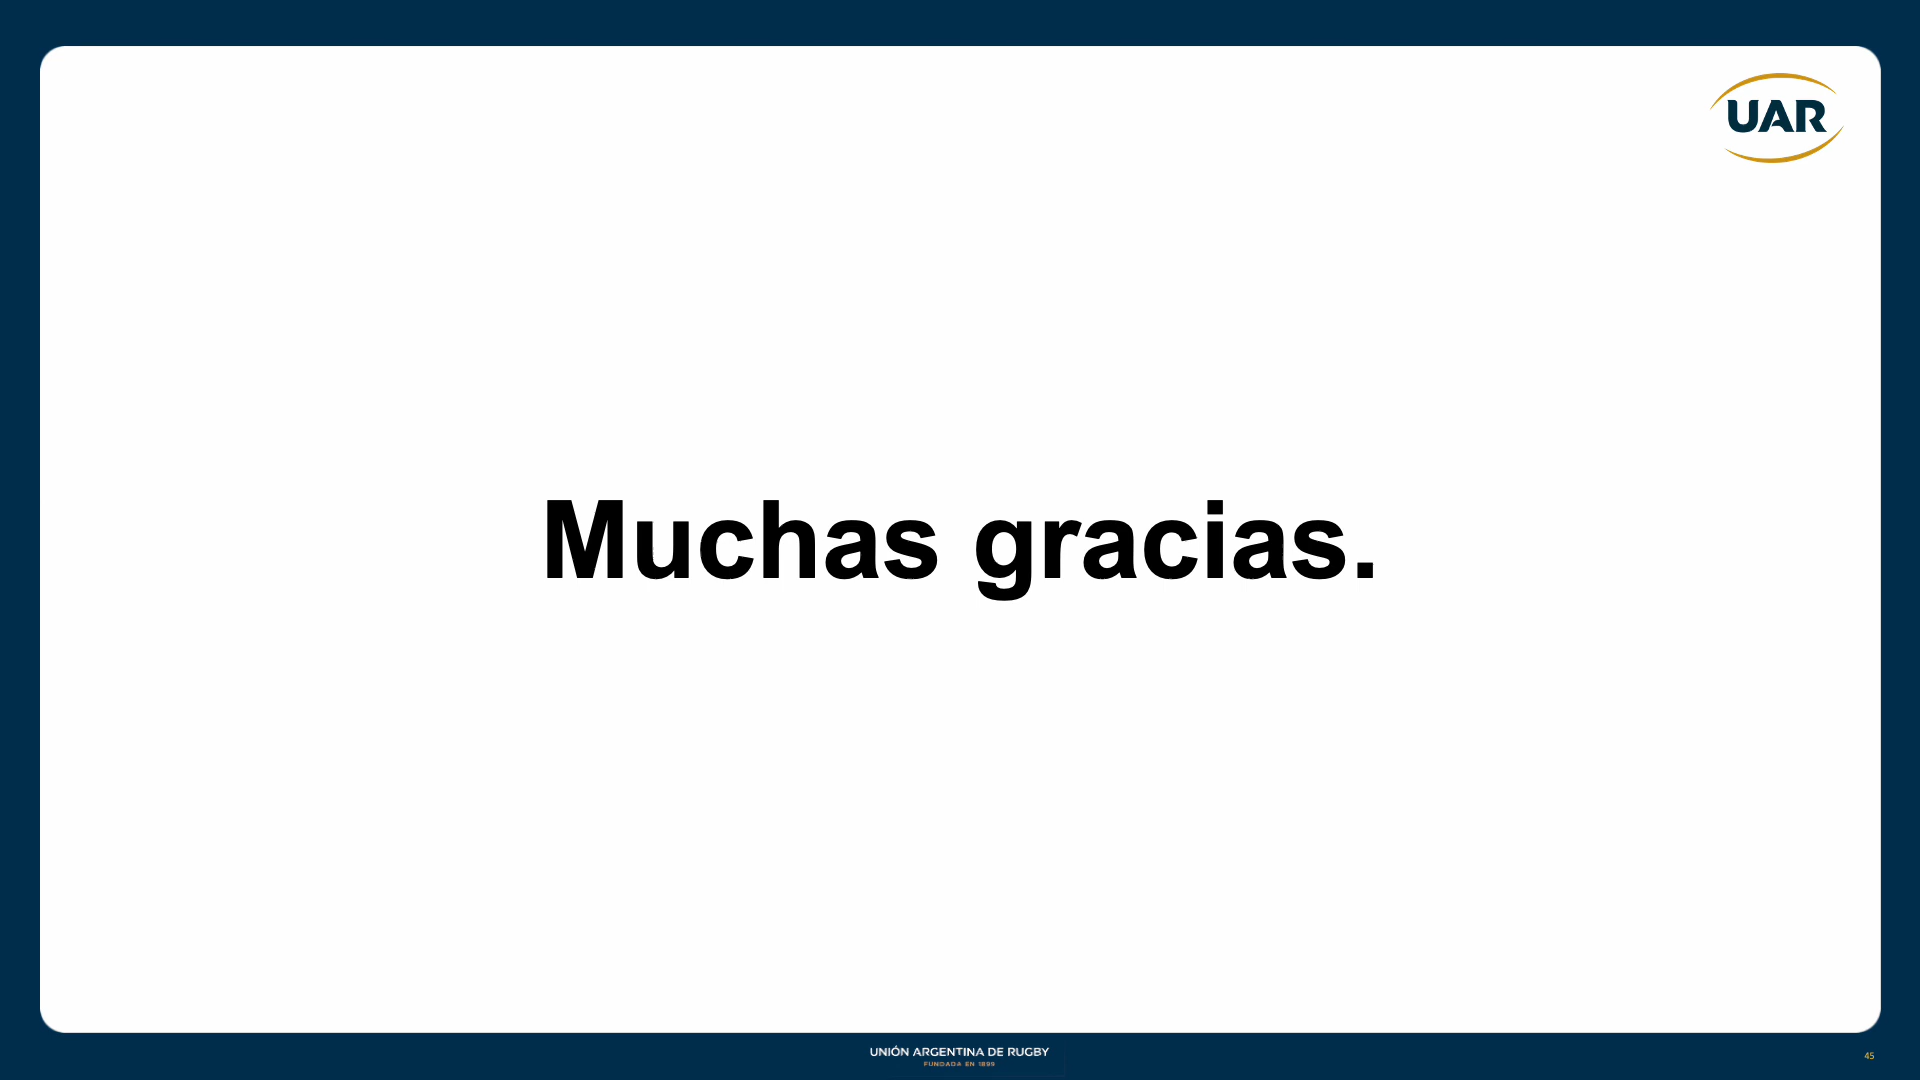 UAR
Muchas gracias.
UNIÓN ARGENTINA DE RUGBY
FUNDADA EN 1899
45